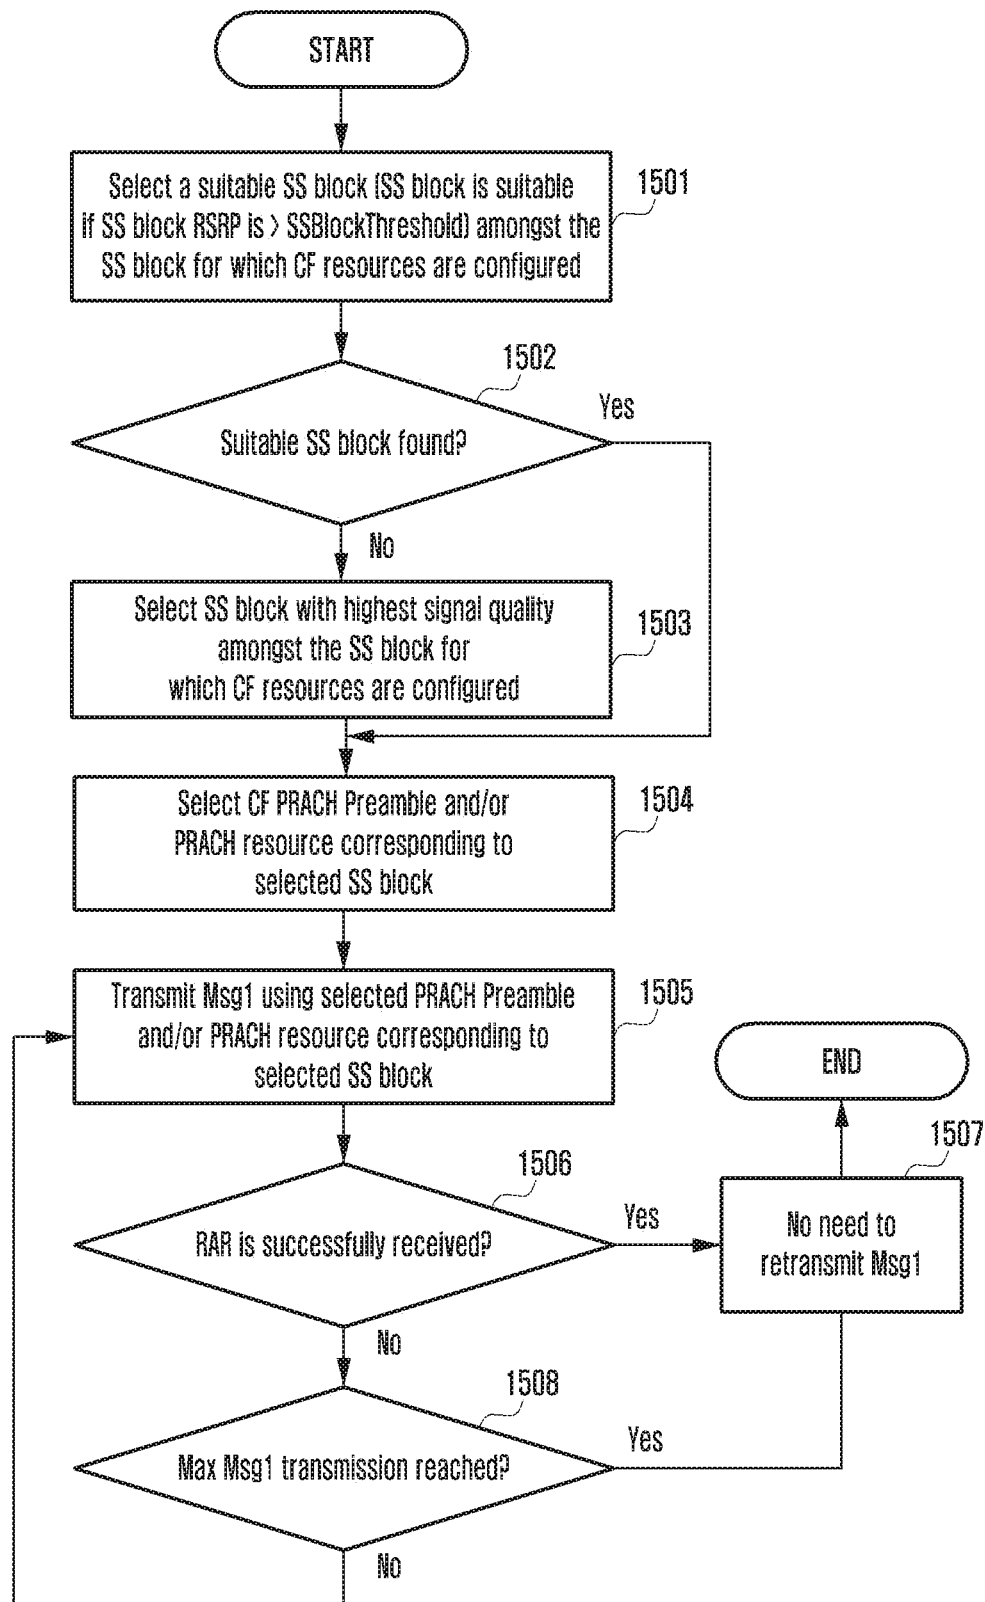 START
Select a suitable SS block (SS block is suitable
if SS block RSRP is > SSBlockThreshold) amongst the
SS block for which CF resources are configured
1501
1502
Suitable SS block found?
Yes
No
Select SS block with highest signal quality
amongst the SS block for
which CF resources are configured
1503
Select CF PRACH Preamble and/or
PRACH resource corresponding to
selected SS block
1504
Transmit Msg1 using selected PRACH Preamble
and/or PRACH resource corresponding to
selected SS block
1505
END
1506
RAR is successfully received?
Yes
No
1507
No need to
retransmit Msg1
1508
Max Msg1 transmission reached?
Yes
No